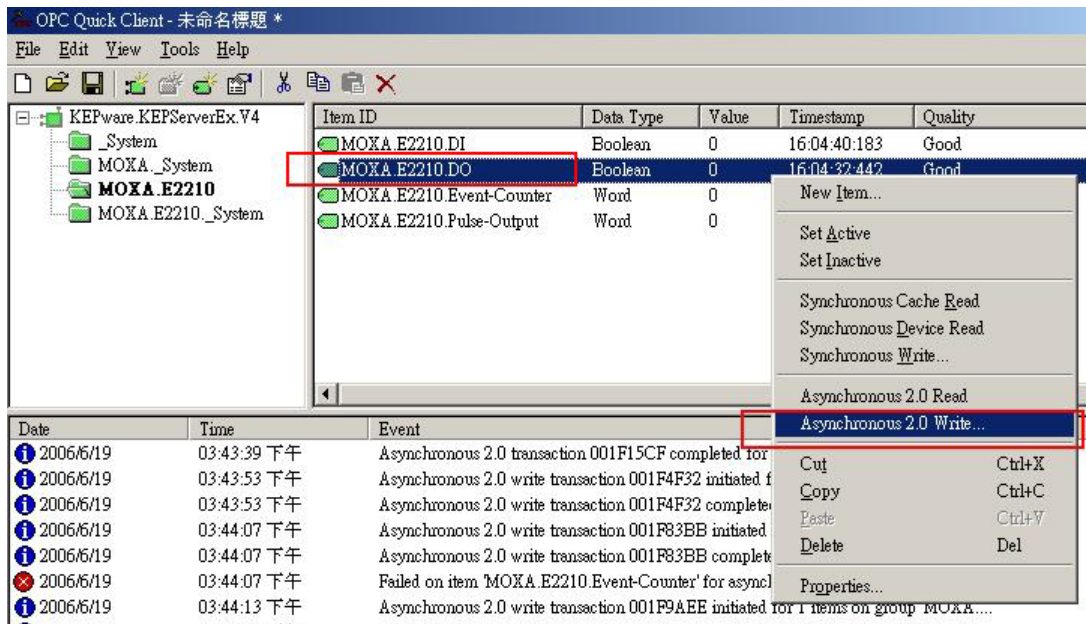 OPC Quick Client - 未命名標題 *
File Edit View Tools Help
KEPware.KEPServerEx.V4
_System
MOXA._System
MOXA.E2210
MOXA.E2210._System
Item ID Data Type Value Timestamp Quality
MOXA.E2210.DI Boolean 0 16:04:40:183 Good
MOXA.E2210.DO Boolean 0 16:04:32:442 Good
MOXA.E2210.Event-Counter Word 0
MOXA.E2210.Pulse-Output Word 0
New Item...
Set Active
Set Inactive
Synchronous Cache Read
Synchronous Device Read
Synchronous Write...
Asynchronous 2.0 Read
Asynchronous 2.0 Write...
Cut Ctrl+X
Copy Ctrl+C
Paste Ctrl+V
Delete Del
Properties...
Date Time Event
2006/6/19 03:43:39 下午 Asynchronous 2.0 transaction 001F15CF completed for
2006/6/19 03:43:53 下午 Asynchronous 2.0 write transaction 001F4F32 initiated
2006/6/19 03:43:53 下午 Asynchronous 2.0 write transaction 001F4F32
2006/6/19 03:44:07 下午 Asynchronous 2.0 write transaction 001F83BB initiated
2006/6/19 03:44:07 下午 Asynchronous 2.0 write transaction 001F83BB
2006/6/19 03:44:07 下午 Failed on item 'MOXA.E2210.Event-Counter' for
2006/6/19 03:44:13 下午 Asynchronous 2.0 write transaction 001F9AEE initiated for 1 items on group 'MOXA....